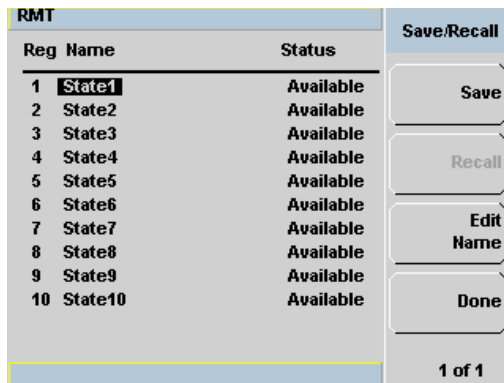 RMT
Reg Name Status
1 State1 Available
2 State2 Available
3 State3 Available
4 State4 Available
5 State5 Available
6 State6 Available
7 State7 Available
8 State8 Available
9 State9 Available
10 State10 Available
Save/Recall
Save
Recall
Edit
Name
Done
1 of 1